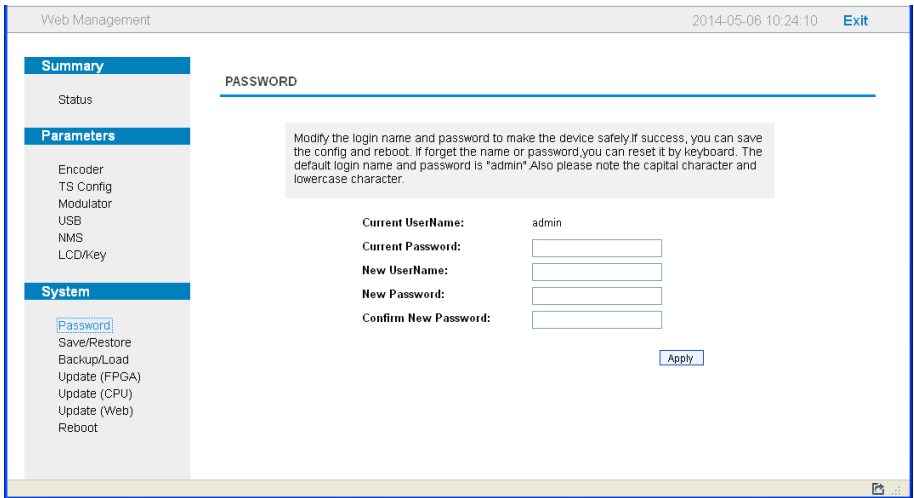 Web Management
2014-05-06 10:24:10 Exit
Summary
Status
Parameters
Encoder
TS Config
Modulator
USB
NMS
LCD/Key
System
Password
Save/Restore
Backup/Load
Update (FPGA)
Update (CPU)
Update (Web)
Reboot
PASSWORD
Modify the login name and password to make the device safely.If success, you can save
the config and reboot. If forget the name or password,you can reset it by keyboard. The
default login name and password is "admin".Also please note the capital character and
lowercase character.
Current UserName: admin
Current Password:
New UserName:
New Password:
Confirm New Password:
Apply